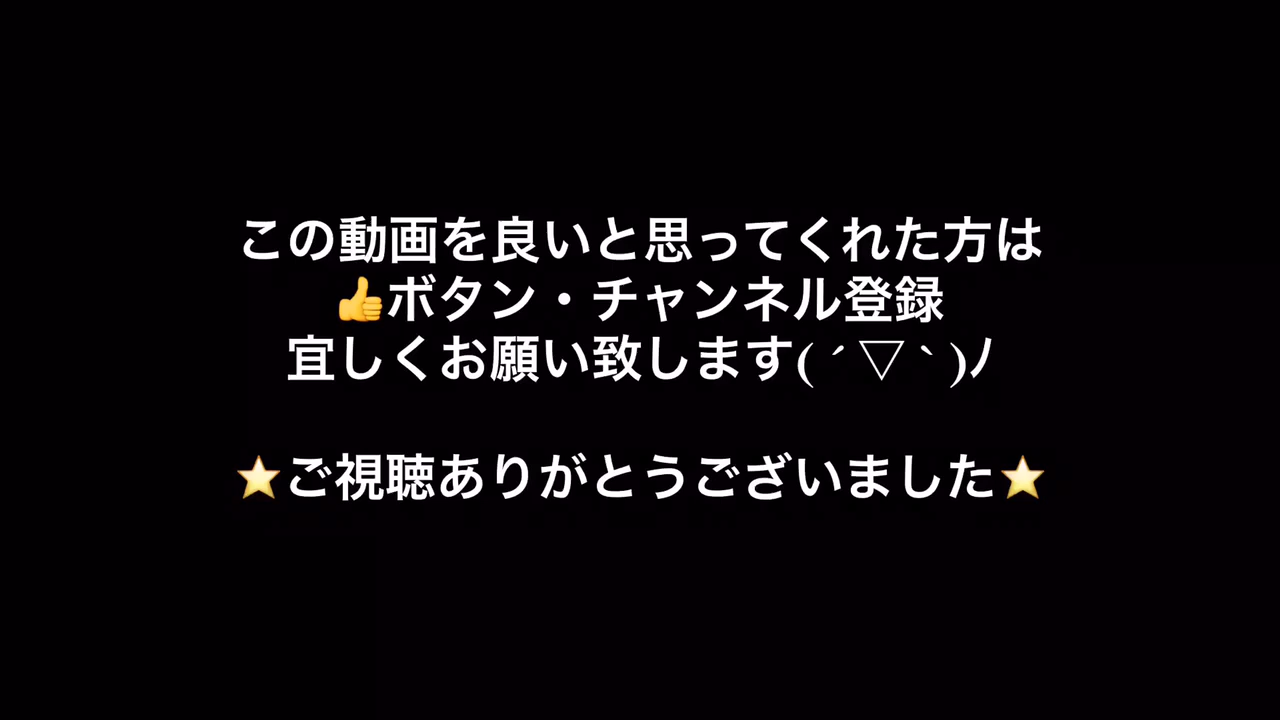 この動画を良いと思ってくれた方は
👍ボタン・チャンネル登録
宜しくお願い致します( ´ ▽ ` )ﾉ
⭐ご視聴ありがとうございました⭐